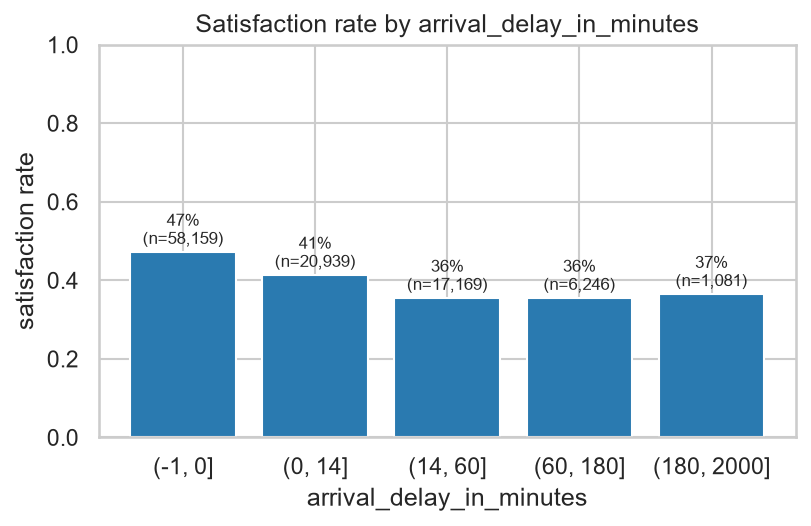 Satisfaction rate by arrival_delay_in_minutes
satisfaction rate
1.0
0.8
0.6
0.4
0.2
0.0
47%
(n=58,159)
41%
(n=20,939)
36%
(n=17,169)
36%
(n=6,246)
37%
(n=1,081)
(-1, 0]
(0, 14]
(14, 60]
(60, 180]
(180, 2000]
arrival_delay_in_minutes